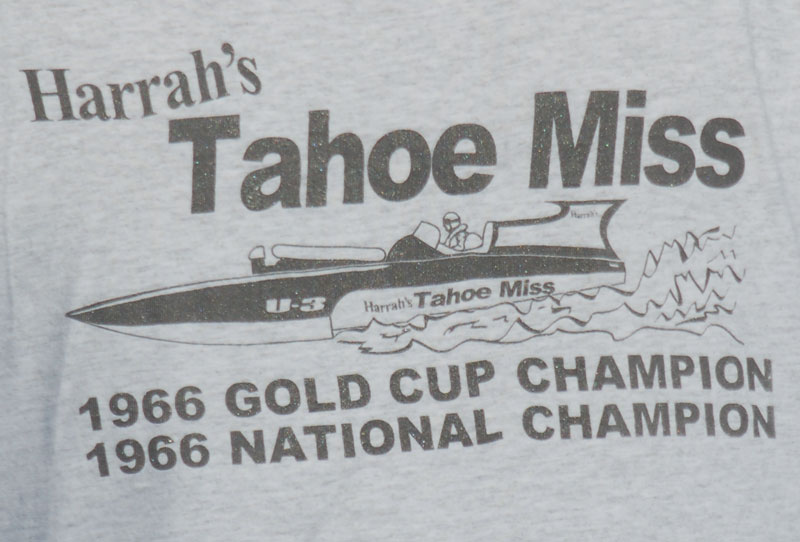 Harrah's
Tahoe Miss
Harrah's
U-3
Harrah's Tahoe Miss
1966 GOLD CUP CHAMPION
1966 NATIONAL CHAMPION